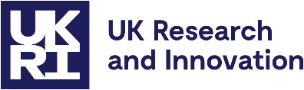 UK
RI
UK Research
and Innovation